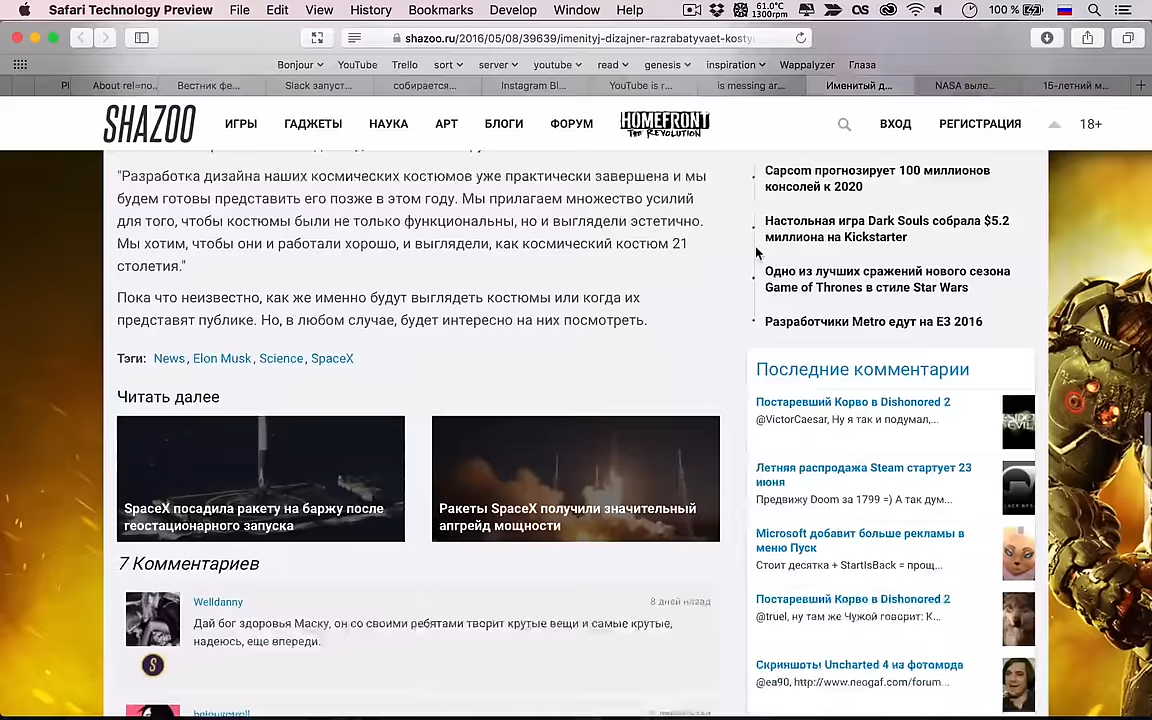 Safari Technology Preview File Edit View History Bookmarks Develop Window Help 61.0°C 1300rpm 100 %
shazoo.ru/2016/05/08/39639/imenityj-dizajner-razrabatyvaet-kosty
Bonjour YouTube Trello sort server youtube read genesis inspiration Wappalyzer Глаза
Pl About rel=no... Вестник фе... Slack запуст... собирается... Instagram Bl... YouTube is r... is messing ar... Именитый д... NASA выло... 15-летний м...
SHAZOO ИГРЫ ГАДЖЕТЫ НАУКА АРТ БЛОГИ ФОРУМ HOMEFRONT THE REVOLUTION ВХОД РЕГИСТРАЦИЯ 18+
"Разработка дизайна наших космических костюмов уже практически завершена и мы
будем готовы представить его позже в этом году. Мы прилагаем множество усилий
для того, чтобы костюмы были не только функциональны, но и выглядели эстетично.
Мы хотим, чтобы они и работали хорошо, и выглядели, как космический костюм 21
столетия."
Пока что неизвестно, как же именно будут выглядеть костюмы или когда их
представят публике. Но, в любом случае, будет интересно на них посмотреть.
Тэги: News, Elon Musk, Science, SpaceX
Читать далее
SpaceX посадила ракету на баржу после
геостационарного запуска
Ракеты SpaceX получили значительный
апгрейд мощности
7 Комментариев
Welldanny 8 дней назад
Дай бог здоровья Маску, он со своими ребятами творит крутые вещи и самые крутые,
надеюсь, еще впереди.
Capcom прогнозирует 100 миллионов
консолей к 2020
Настольная игра Dark Souls собрала $5.2
миллиона на Kickstarter
Одно из лучших сражений нового сезона
Game of Thrones в стиле Star Wars
Разработчики Metro едут на E3 2016
Последние комментарии
Постаревший Корво в Dishonored 2
@VictorCaesar, Ну я так и подумал,...
Летняя распродажа Steam стартует 23
июня
Предвижу Doom за 1799 =) А так дум...
Microsoft добавит больше рекламы в
меню Пуск
Стоит десятка + StartIsBack = прощ...
Постаревший Корво в Dishonored 2
@truel, ну там же Чужой говорит: К...
Скриншоты Uncharted 4 из фотомода
@ea90, http://www.neogaf.com/forum...